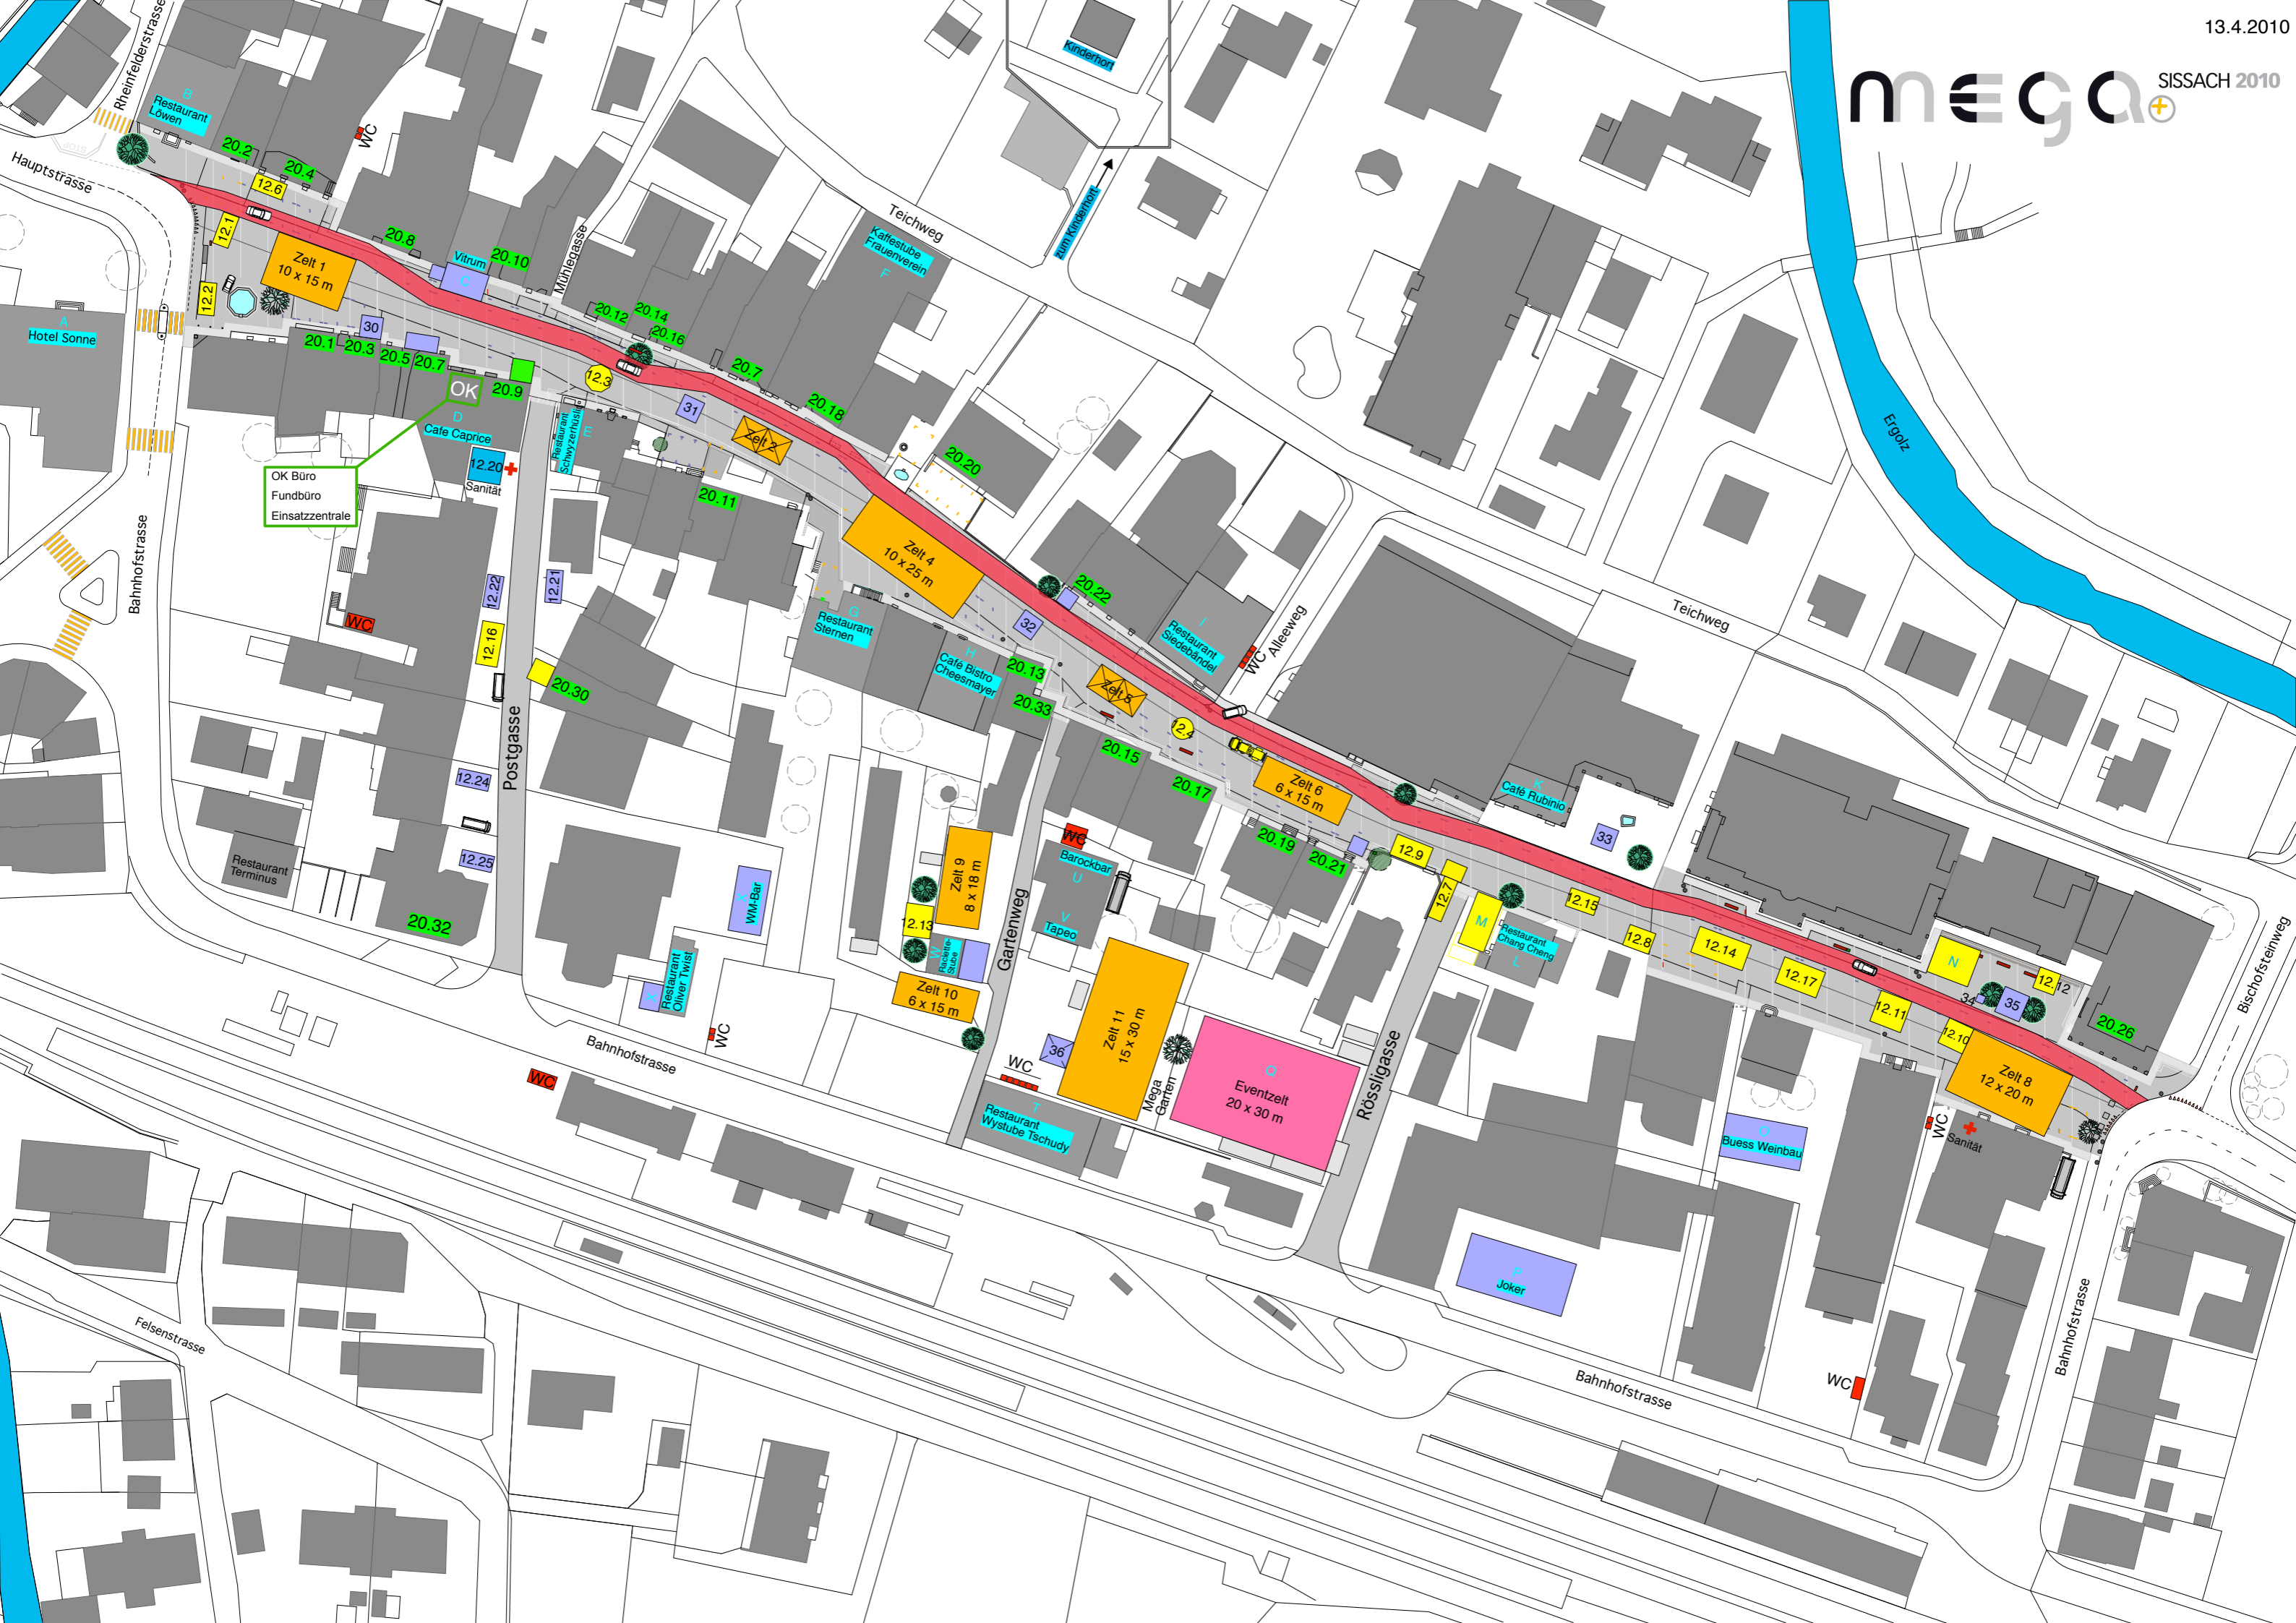 13.4.2010
mega+
SISSACH 2010
Rheinfelderstrasse
Hauptstrasse
B
Restaurant
Löwen
20.2
20.4
12.6
WC
12.1
12.2
Zelt 1
10 x 15 m
20.8
Vitrum
C
20.10
Mühlegasse
A
Hotel Sonne
30
20.1
20.3
20.5
20.7
20.9
OK
D
Cafe Caprice
OK Büro
Fundbüro
Einsatzzentrale
12.20
Sanität
Restaurant
Schwyzerhüsli
E
12.3
20.12
20.14
20.16
20.7
20.18
31
Zelt 2
20.11
Kaffestube
Frauenverein
F
Teichweg
Kinderhort
zum Kinderhort
20.20
Zelt 4
10 x 25 m
G
Restaurant
Sternen
H
Café Bistro
Cheesmayer
32
20.22
20.13
20.33
I
Restaurant
Siedebändel
WC
Alleeweg
Teichweg
Ergolz
Zelt 5
12.4
20.15
20.17
Zelt 6
6 x 15 m
20.19
20.21
12.9
12.7
K
Café Rubinio
33
M
Restaurant
Chang Cheng
L
12.15
12.8
12.14
12.17
12.11
12.10
N
12.12
12
34
35
20.26
Zelt 8
12 x 20 m
Bischofsteinweg
WC
Sanität
O
Buess Weinbau
P
Joker
Bahnhofstrasse
12.22
12.21
12.16
WC
20.30
Postgasse
12.24
12.25
Restaurant
Terminus
20.32
X
WM-Bar
X
Restaurant
Oliver Twist
WC
WC
Bahnhofstrasse
Zelt 9
8 x 18 m
12.13
W
Raclette-
Stube
Zelt 10
6 x 15 m
Gartenweg
WC
Barockbar
U
V
Tapeo
Zelt 11
15 x 30 m
36
WC
T
Restaurant
Wystube Tschudy
Mega
Garten
Q
Eventzelt
20 x 30 m
Rössligasse
Bahnhofstrasse
WC
Bahnhofstrasse
Felsenstrasse
STOP